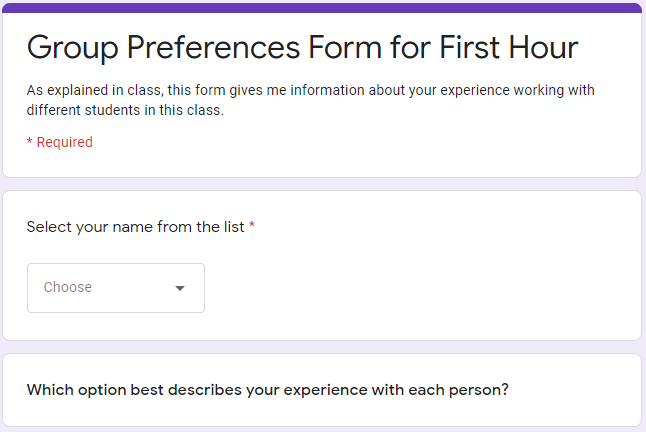 Group Preferences Form for First Hour
As explained in class, this form gives me information about your experience working with
different students in this class.
* Required
Select your name from the list *
Choose
Which option best describes your experience with each person?